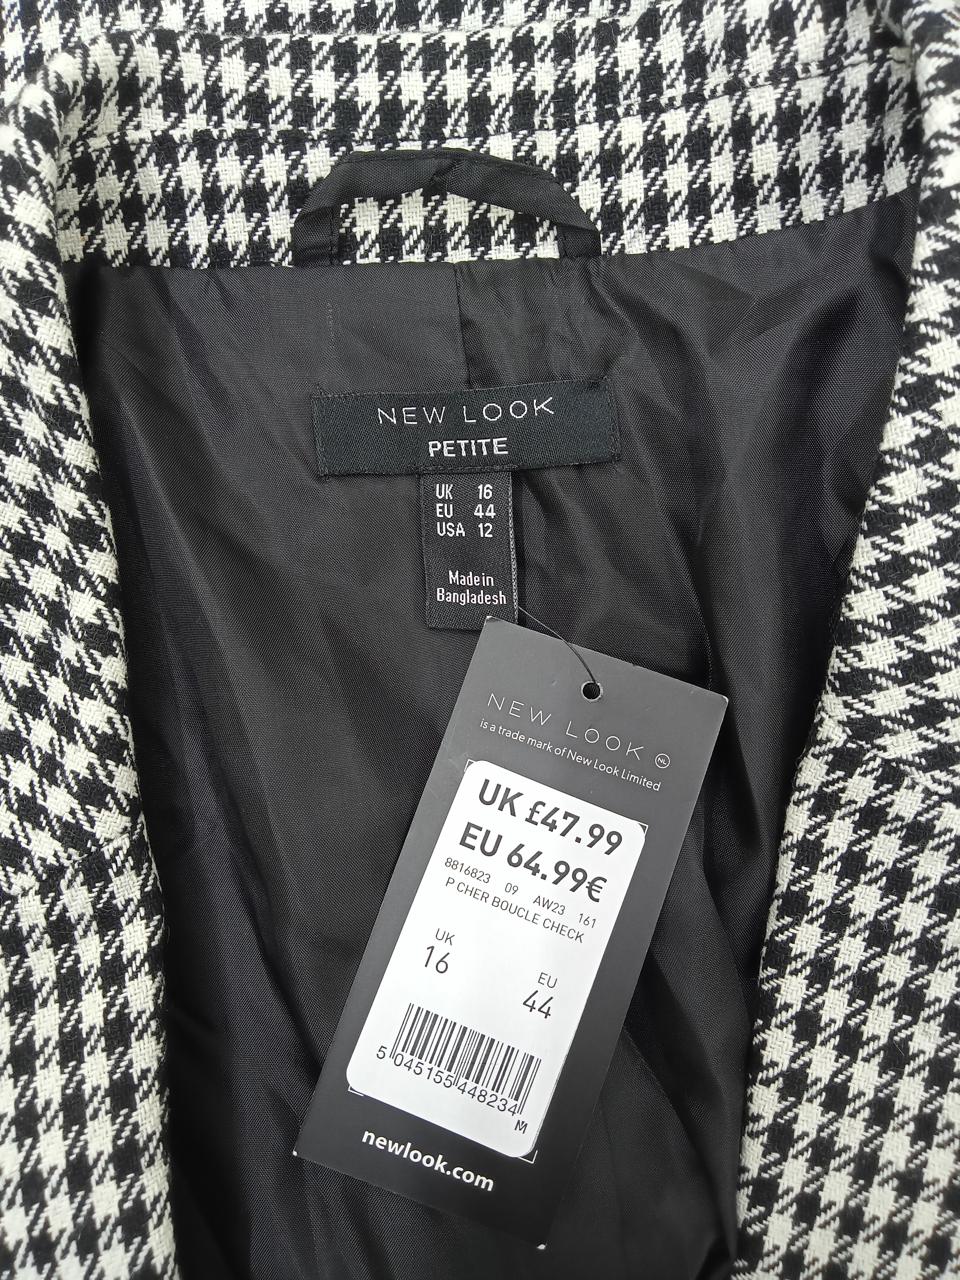 NEW LOOK
PETITE
UK 16
EU 44
USA 12
Made in
Bangladesh
NEW LOOK NL
is a trade mark of New Look Limited
UK £47.99
EU 64.99€
8816823 09 AW23 161
P CHER BOUCLE CHECK
UK
16
EU
44
5 045155 448234
M
newlook.com